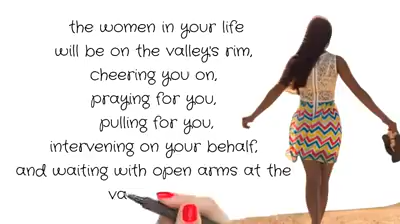 the women in your life
will be on the valley's rim,
cheering you on,
praying for you,
pulling for you,
intervening on your behalf,
and waiting with open arms at the
va